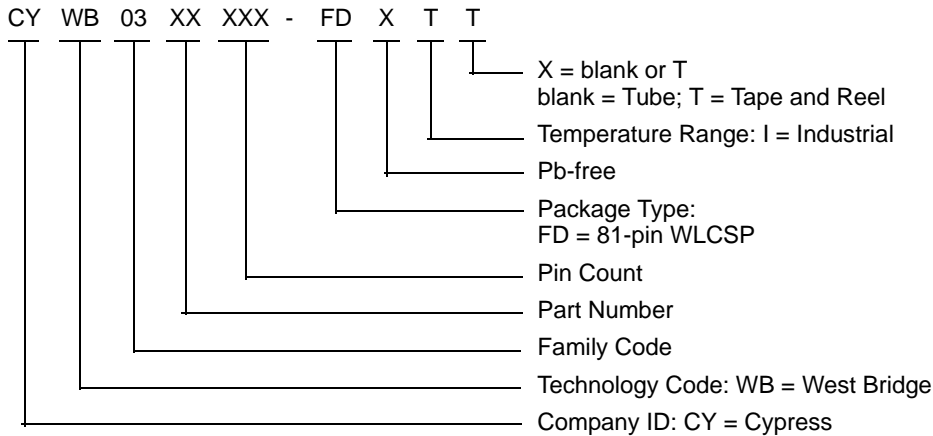 CY WB 03 XX XXX - FD X T T
X = blank or T
blank = Tube; T = Tape and Reel
Temperature Range: I = Industrial
Pb-free
Package Type:
FD = 81-pin WLCSP
Pin Count
Part Number
Family Code
Technology Code: WB = West Bridge
Company ID: CY = Cypress